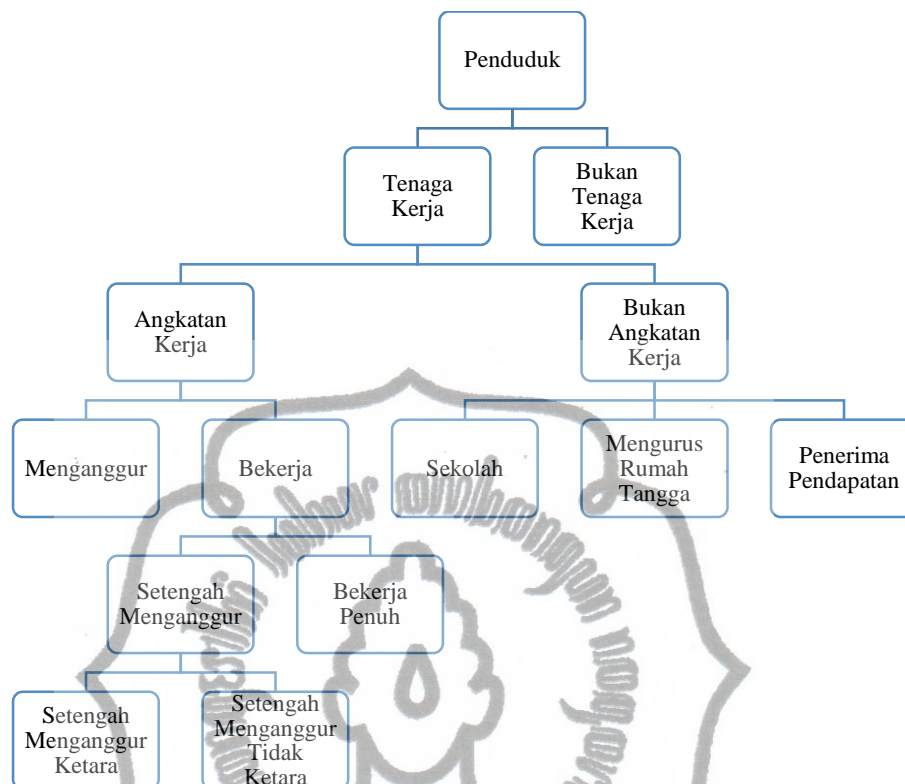 Penduduk
Tenaga
Kerja
Bukan
Tenaga
Kerja
Angkatan
Kerja
Bukan
Angkatan
Kerja
Menganggur
Bekerja
Sekolah
Mengurus
Rumah
Tangga
Penerima
Pendapatan
Setengah
Menganggur
Bekerja
Penuh
Setengah
Menganggur
Ketara
Setengah
Menganggur
Tidak
Ketara